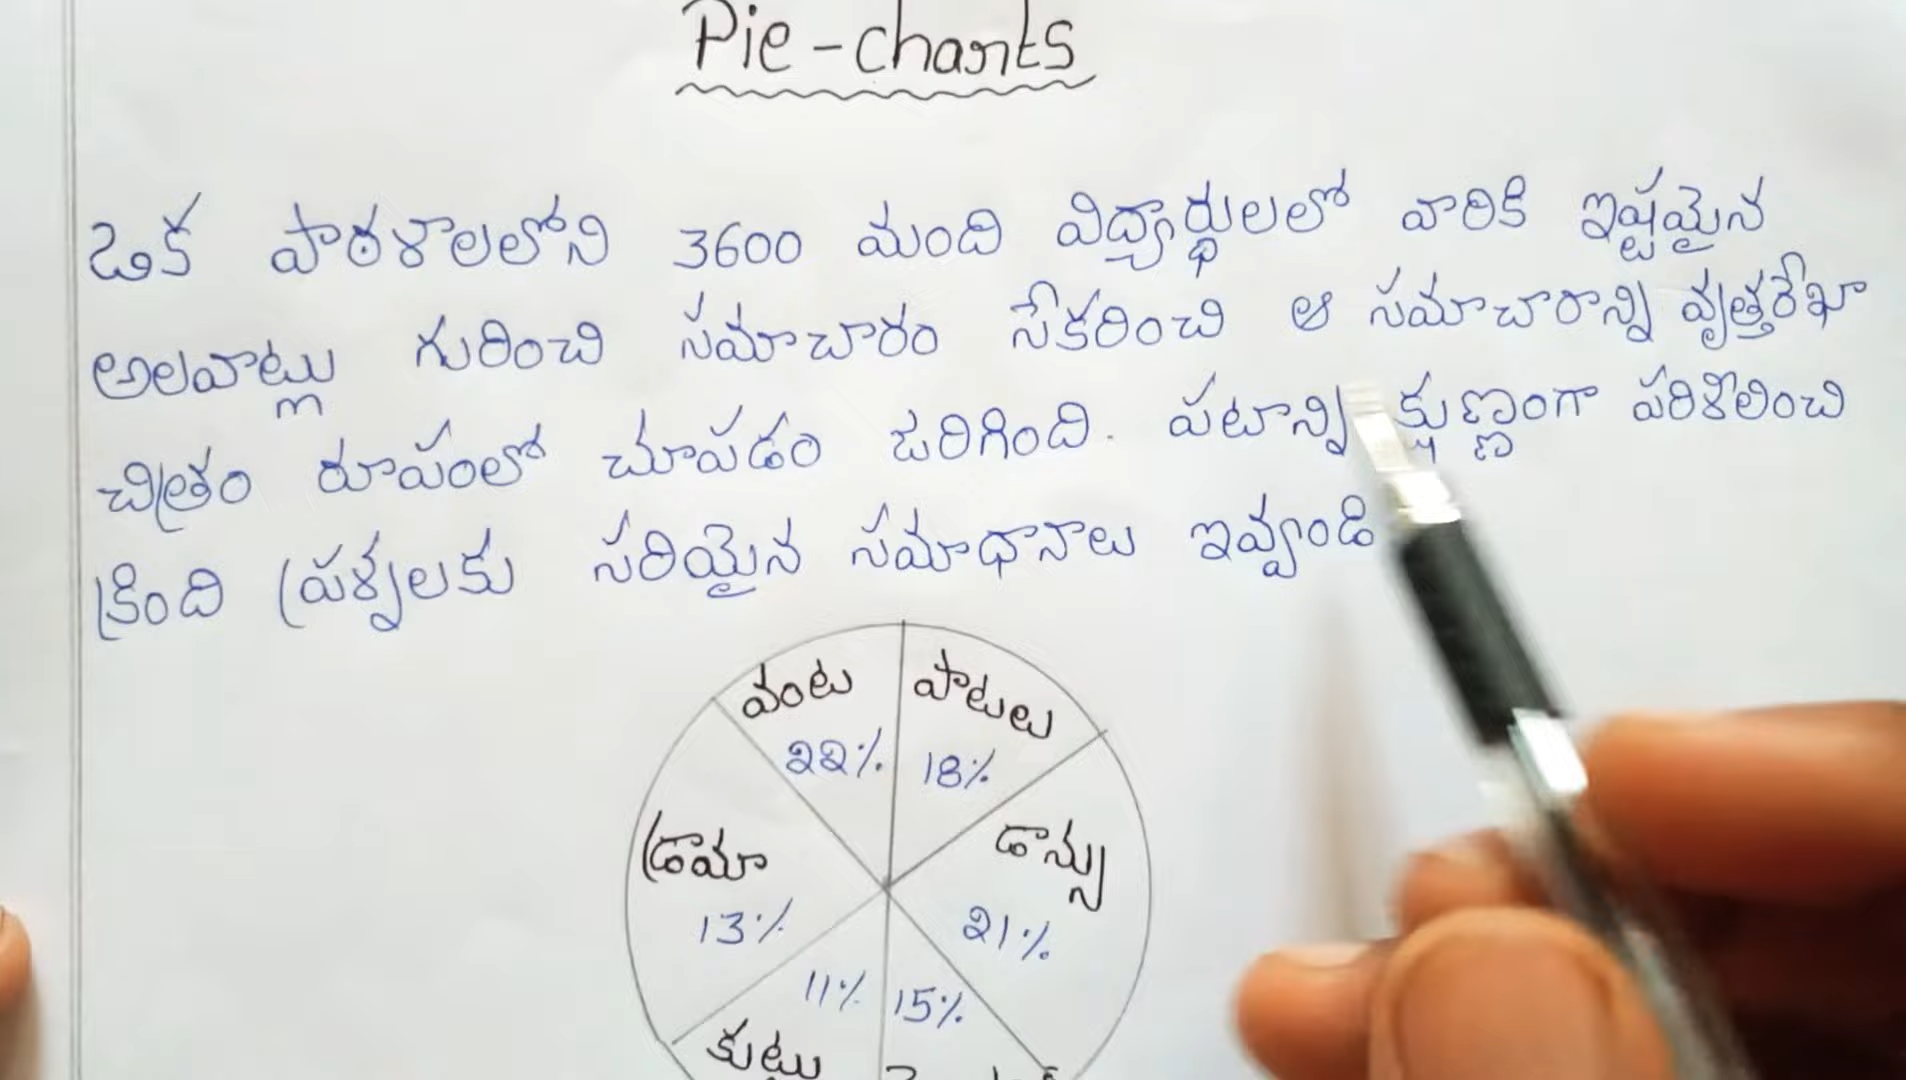 Pie-charts
ఒక పాఠశాలలోని 3600 మంది విద్యార్థులలో వారికి ఇష్టమైన
అలవాట్లు గురించి సమాచారం సేకరించి ఆ సమాచారాన్ని వృత్తరేఖా
చిత్రం రూపంలో చూపడం జరిగింది. పటాన్ని క్షుణ్ణంగా పరిశీలించి
క్రింది ప్రశ్నలకు సరియైన సమాధానాలు ఇవ్వండి
వంట పాటలు
22% 18%
డ్రామా డాన్సు
13% 21%
11% 15%
కుట్లు